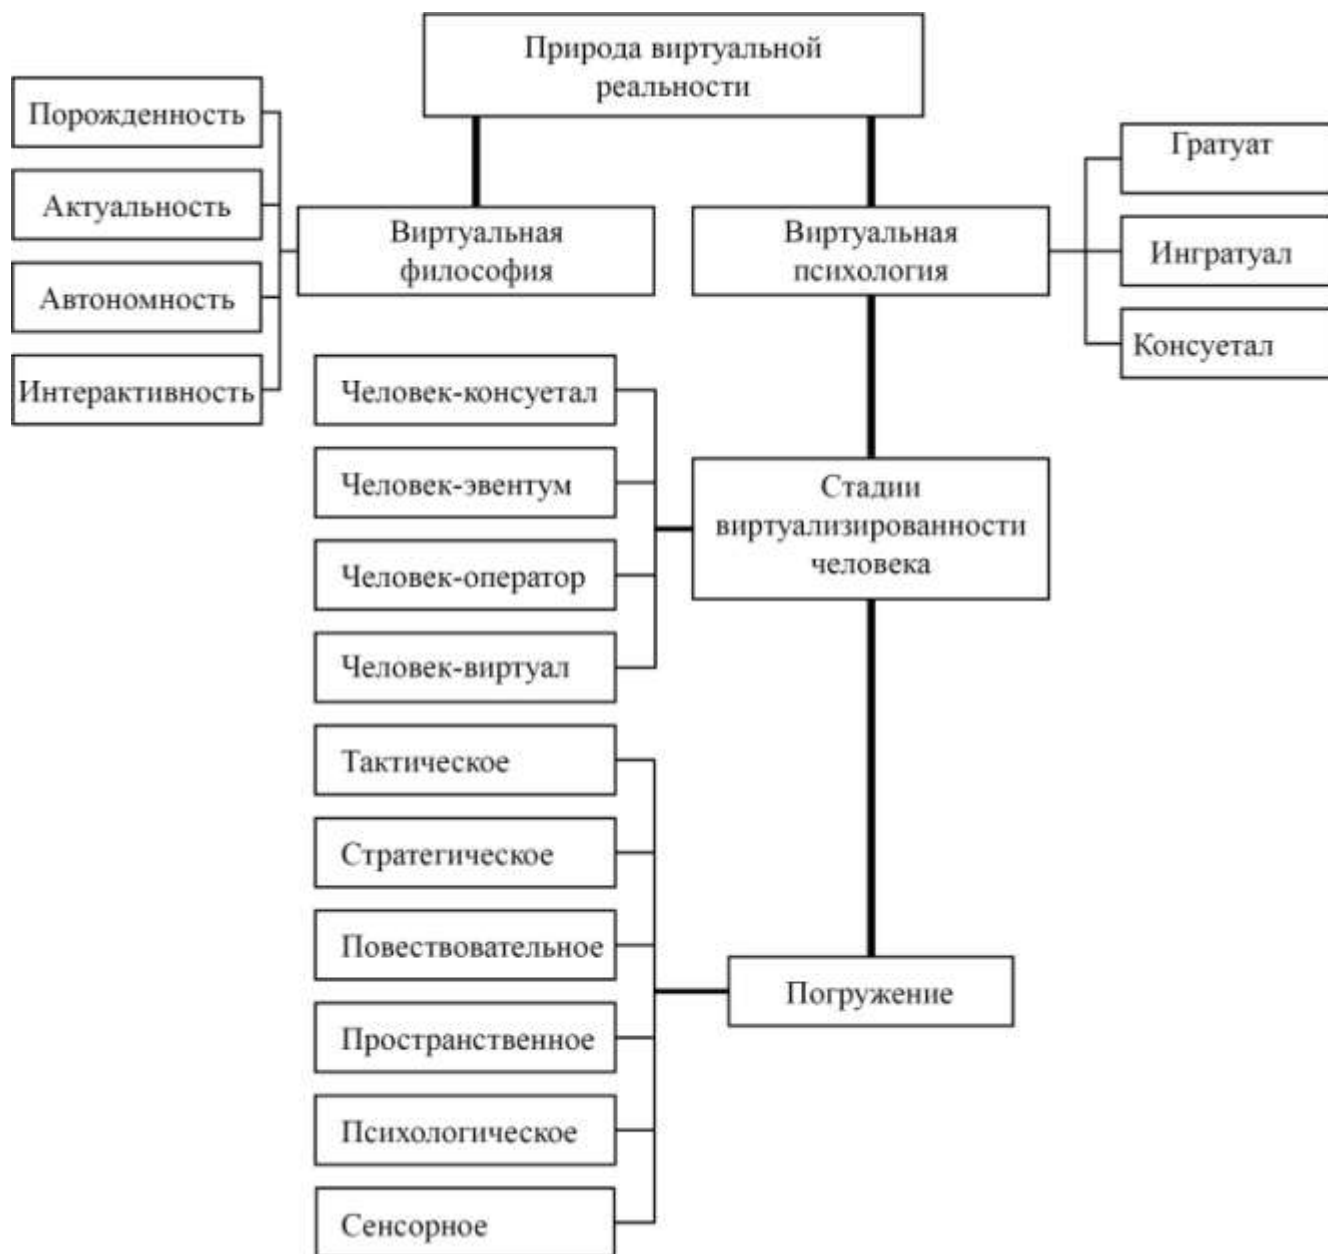 Природа виртуальной
реальности
Порожденность
Актуальность
Автономность
Интерактивность
Виртуальная
философия
Виртуальная
психология
Гратуат
Ингратуал
Консуетал
Человек-консуетал
Человек-эвентум
Человек-оператор
Человек-виртуал
Стадии
виртуализированности
человека
Тактическое
Стратегическое
Повествовательное
Пространственное
Психологическое
Сенсорное
Погружение